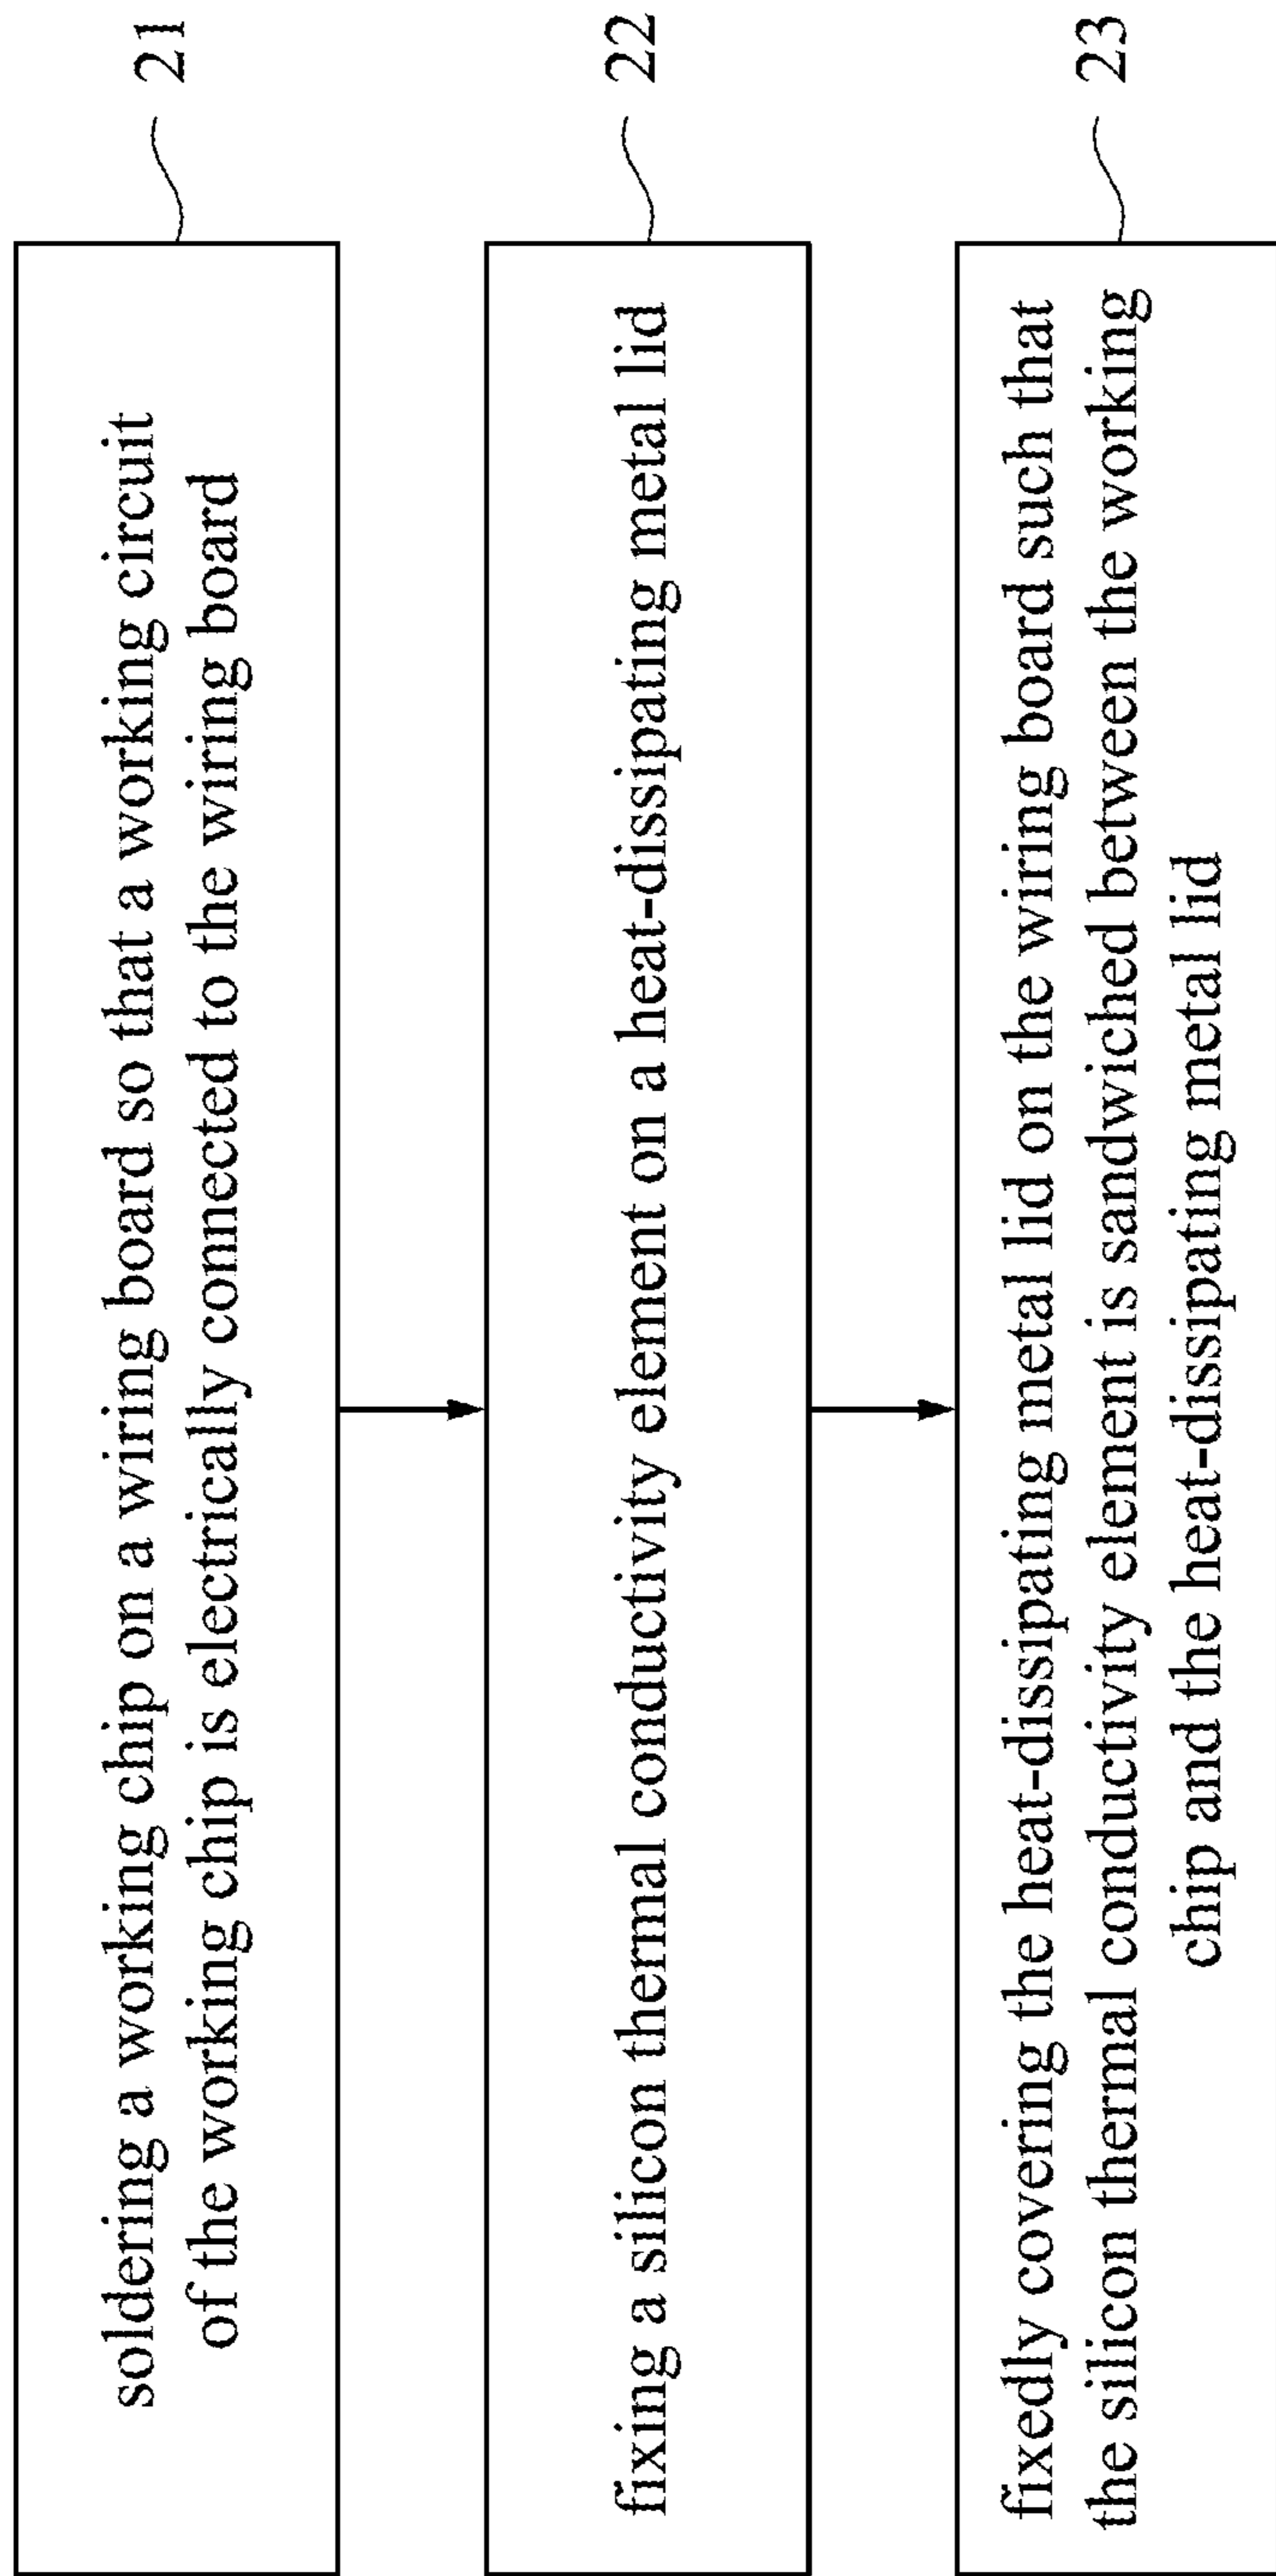 soldering a working chip on a wiring board so that a working circuit
of the working chip is electrically connected to the wiring board
21
fixing a silicon thermal conductivity element on a heat-dissipating metal lid
22
fixedly covering the heat-dissipating metal lid on the wiring board such that
the silicon thermal conductivity element is sandwiched between the working
chip and the heat-dissipating metal lid
23